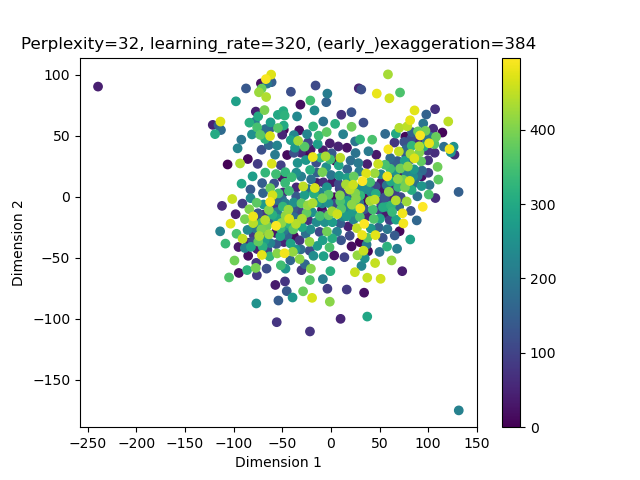 Perplexity=32, learning_rate=320, (early_)exaggeration=384
100
50
0
−50
−100
−150
Dimension 2
−250 −200 −150 −100 −50 0 50 100 150
Dimension 1
400
300
200
100
0